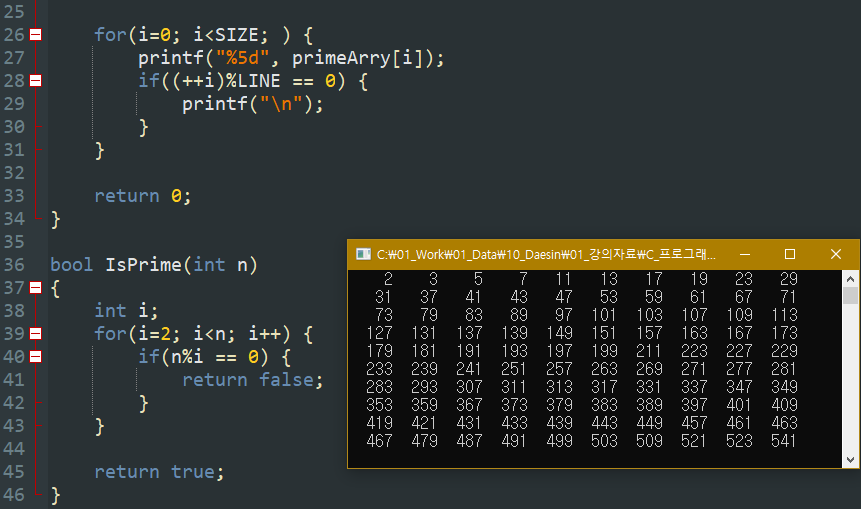 25
26 for(i=0; i<SIZE; ) {
27 printf("%5d", primeArry[i]);
28 if((++i)%LINE == 0) {
29 printf("\n");
30 }
31 }
32
33 return 0;
34 }
35
36 bool IsPrime(int n)
37 {
38 int i;
39 for(i=2; i<n; i++) {
40 if(n%i == 0) {
41 return false;
42 }
43 }
44
45 return true;
46 }
C:₩01_Work₩01_Data₩10_Daesin₩01_강의자료₩C_프로그래...
2 3 5 7 11 13 17 19 23 29
31 37 41 43 47 53 59 61 67 71
73 79 83 89 97 101 103 107 109 113
127 131 137 139 149 151 157 163 167 173
179 181 191 193 197 199 211 223 227 229
233 239 241 251 257 263 269 271 277 281
283 293 307 311 313 317 331 337 347 349
353 359 367 373 379 383 389 397 401 409
419 421 431 433 439 443 449 457 461 463
467 479 487 491 499 503 509 521 523 541